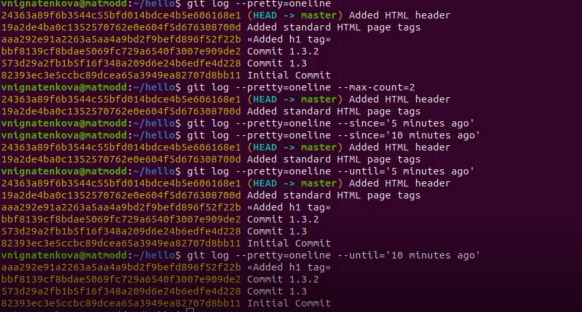 vnignatenkova@matmodd:~/hello$ git log --pretty=oneline
24363a89f6b3544c55bfd014bdce4b5e606168e1 (HEAD -> master) Added HTML header
19a2de4ba0c1352570762e0e604f5d676308700d Added standard HTML page tags
aaa292e91a2263a5aa4a9bd2f9befd896f52f22b «Added h1 tag»
bbf8139cf8bdae5069fc729a6540f3007e909de2 Commit 1.3.2
573d29a2fb1b5f16f348a209d6e24b6edfe4d228 Commit 1.3
82393ec3e5ccbc89dcea65a3949ea82707d8bb11 Initial Commit
vnignatenkova@matmodd:~/hello$ git log --pretty=oneline --max-count=2
24363a89f6b3544c55bfd014bdce4b5e606168e1 (HEAD -> master) Added HTML header
19a2de4ba0c1352570762e0e604f5d676308700d Added standard HTML page tags
vnignatenkova@matmodd:~/hello$ git log --pretty=oneline --since='5 minutes ago'
vnignatenkova@matmodd:~/hello$ git log --pretty=oneline --since='10 minutes ago'
24363a89f6b3544c55bfd014bdce4b5e606168e1 (HEAD -> master) Added HTML header
19a2de4ba0c1352570762e0e604f5d676308700d Added standard HTML page tags
vnignatenkova@matmodd:~/hello$ git log --pretty=oneline --until='5 minutes ago'
24363a89f6b3544c55bfd014bdce4b5e606168e1 (HEAD -> master) Added HTML header
19a2de4ba0c1352570762e0e604f5d676308700d Added standard HTML page tags
aaa292e91a2263a5aa4a9bd2f9befd896f52f22b «Added h1 tag»
bbf8139cf8bdae5069fc729a6540f3007e909de2 Commit 1.3.2
573d29a2fb1b5f16f348a209d6e24b6edfe4d228 Commit 1.3
82393ec3e5ccbc89dcea65a3949ea82707d8bb11 Initial Commit
vnignatenkova@matmodd:~/hello$ git log --pretty=oneline --until='10 minutes ago'
aaa292e91a2263a5aa4a9bd2f9befd896f52f22b «Added h1 tag»
bbf8139cf8bdae5069fc729a6540f3007e909de2 Commit 1.3.2
573d29a2fb1b5f16f348a209d6e24b6edfe4d228 Commit 1.3
82393ec3e5ccbc89dcea65a3949ea82707d8bb11 Initial Commit